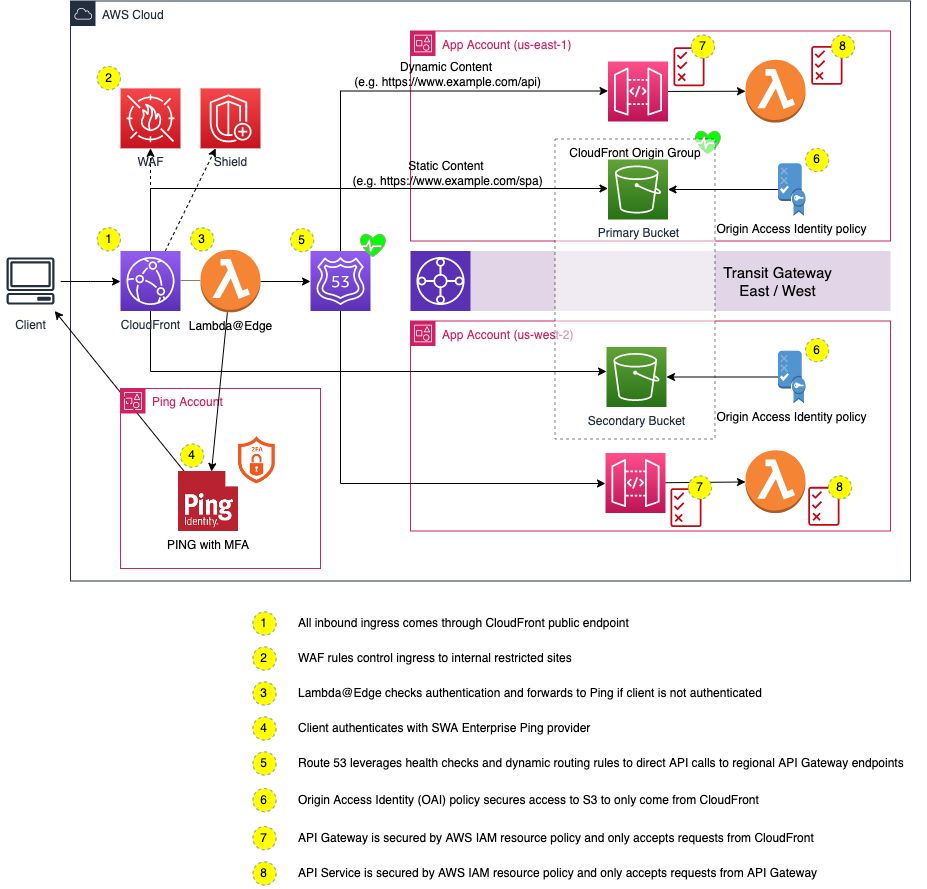 AWS Cloud
App Account (us-east-1)
7
8
Dynamic Content
(e.g. https://www.example.com/api)
2
WAF
Shield
CloudFront Origin Group
Static Content
(e.g. https://www.example.com/spa)
6
Primary Bucket
Origin Access Identity policy
1
3
5
53
Client
CloudFront
Lambda@Edge
Transit Gateway
East / West
App Account (us-west-2)
6
Secondary Bucket
Origin Access Identity policy
Ping Account
4
2FA
Ping
Identity.
PING with MFA
7
8
1 All inbound ingress comes through CloudFront public endpoint
2 WAF rules control ingress to internal restricted sites
3 Lambda@Edge checks authentication and forwards to Ping if client is not authenticated
4 Client authenticates with SWA Enterprise Ping provider
5 Route 53 leverages health checks and dynamic routing rules to direct API calls to regional API Gateway endpoints
6 Origin Access Identity (OAI) policy secures access to S3 to only come from CloudFront
7 API Gateway is secured by AWS IAM resource policy and only accepts requests from CloudFront
8 API Service is secured by AWS IAM resource policy and only accepts requests from API Gateway